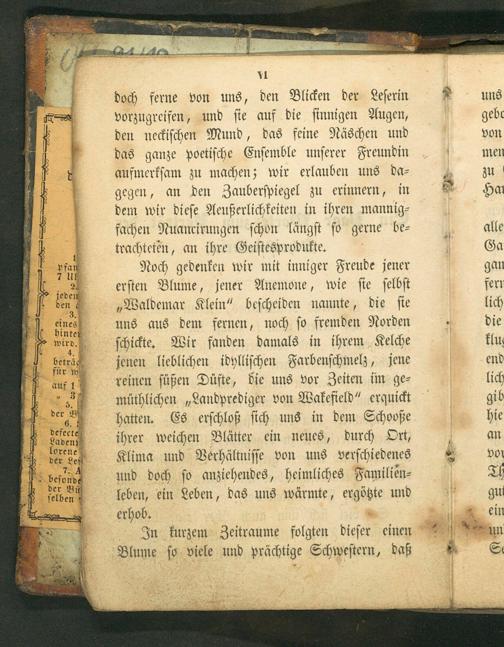 VI
doch ferne von uns, den Blicken der Leserin
vorzugreifen, und sie auf die sinnigen Augen,
den neckischen Mund, das feine Näschen und
das ganze poetische Ensemble unserer Freundin
aufmerksam zu machen; wir erlauben uns da-
gegen, an den Zauberspiegel zu erinnern, in
dem wir diese Aeußerlichkeiten in ihren mannig-
fachen Nuancirungen schon längst so gerne be-
trachteten, an ihre Geistesprodukte.
Noch gedenken wir mit inniger Freude jener
ersten Blume, jener Anemone, wie sie selbst
„Waldemar Klein“ bescheiden nannte, die sie
uns aus dem fernen, noch so fremden Norden
schickte. Wir fanden damals in ihrem Kelche
jenen lieblichen idyllischen Farbenschmelz, jene
reinen süßen Düfte, die uns vor Zeiten im ge-
müthlichen „Landprediger von Wakefield“ erquickt
hatten. Es erschloß sich uns in dem Schooße
ihrer weichen Blätter ein neues, durch Ort,
Klima und Verhältnisse von uns verschiedenes
und doch so anziehendes, heimliches Familien-
leben, ein Leben, das uns wärmte, ergötzte und
erhob.
In kurzem Zeitraume folgten dieser einen
Blume so viele und prächtige Schwestern, daß